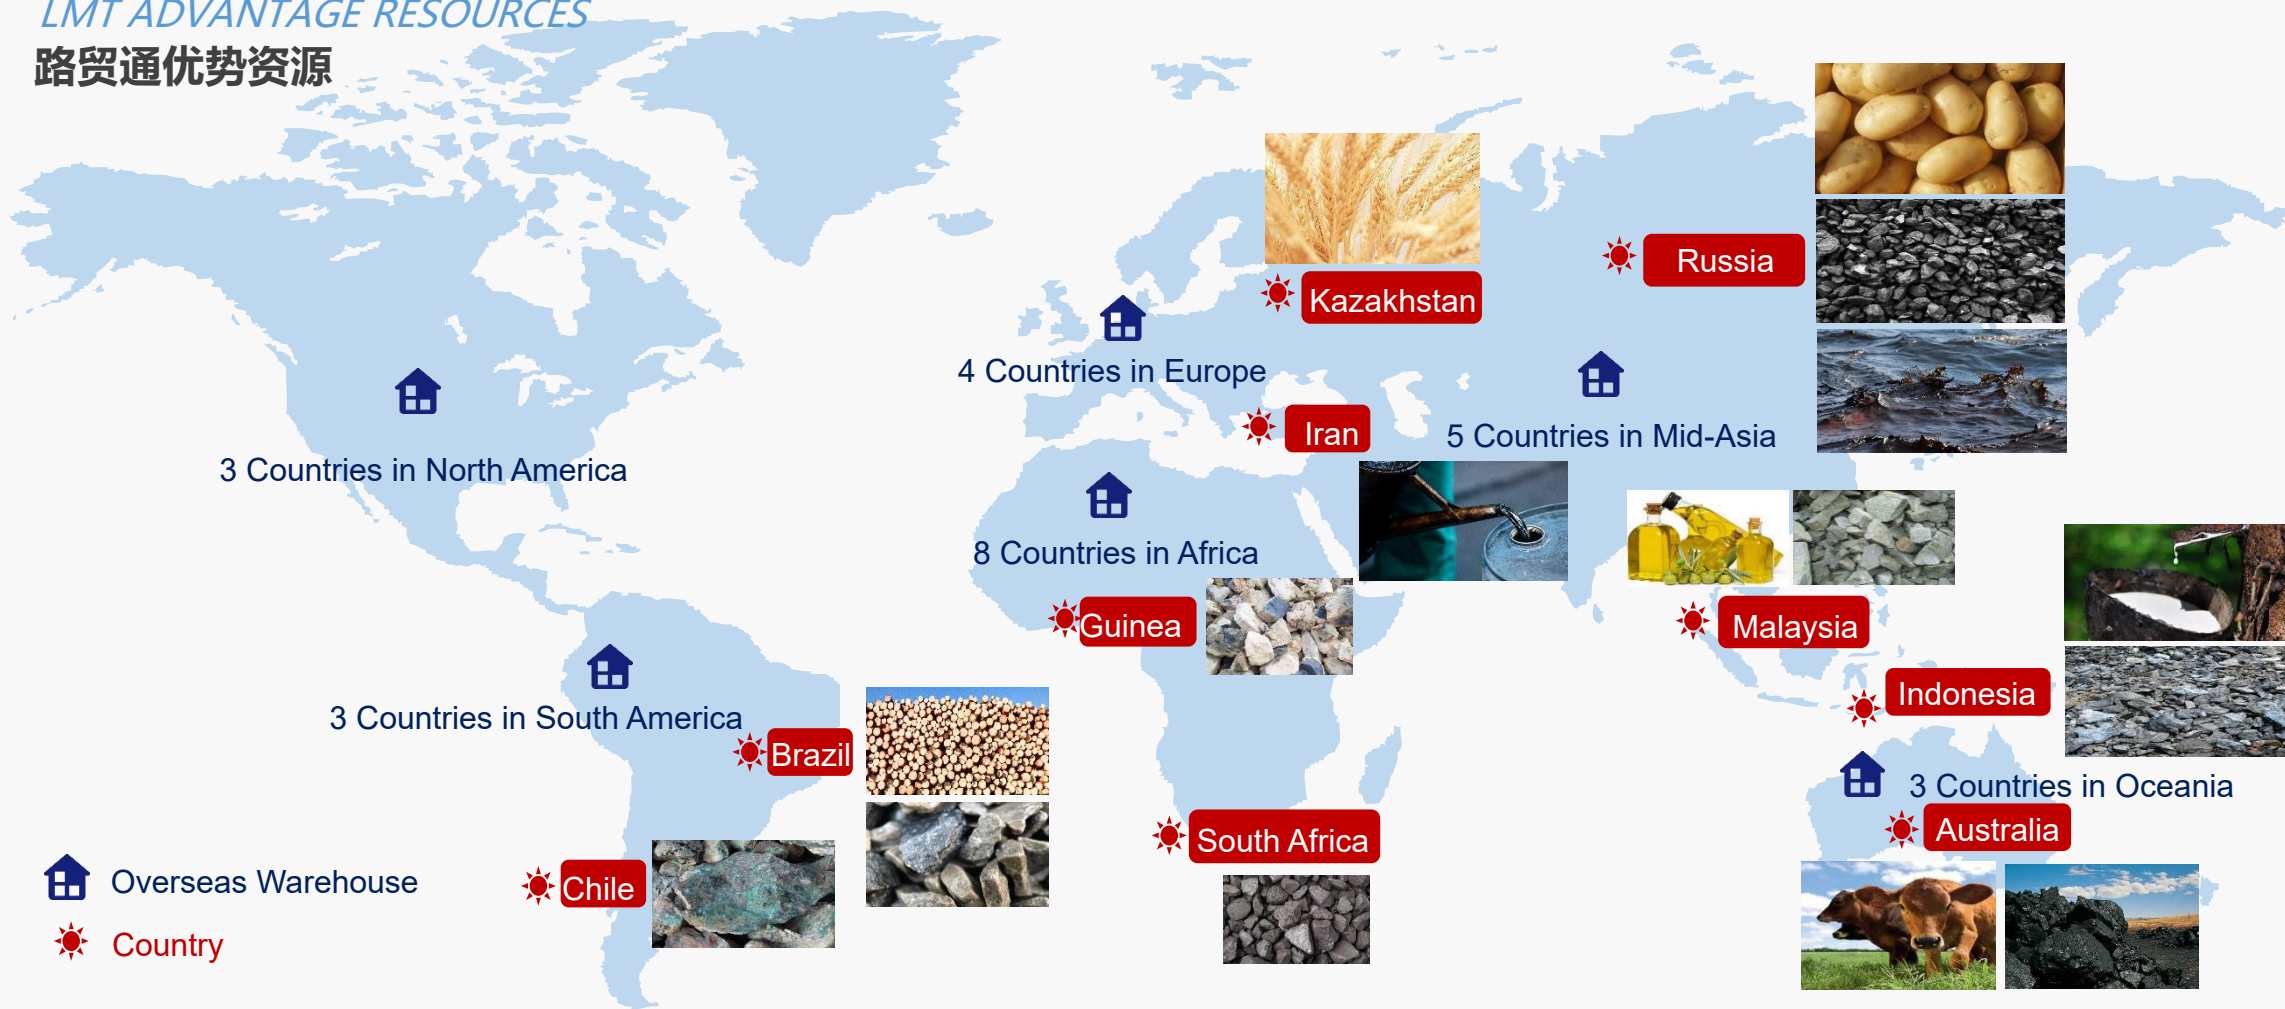 LMT ADVANTAGE RESOURCES
路贸通优势资源
Russia
Kazakhstan
4 Countries in Europe
Iran
5 Countries in Mid-Asia
3 Countries in North America
8 Countries in Africa
Guinea
Malaysia
Indonesia
3 Countries in South America
Brazil
3 Countries in Oceania
Australia
South Africa
Chile
Overseas Warehouse
Country